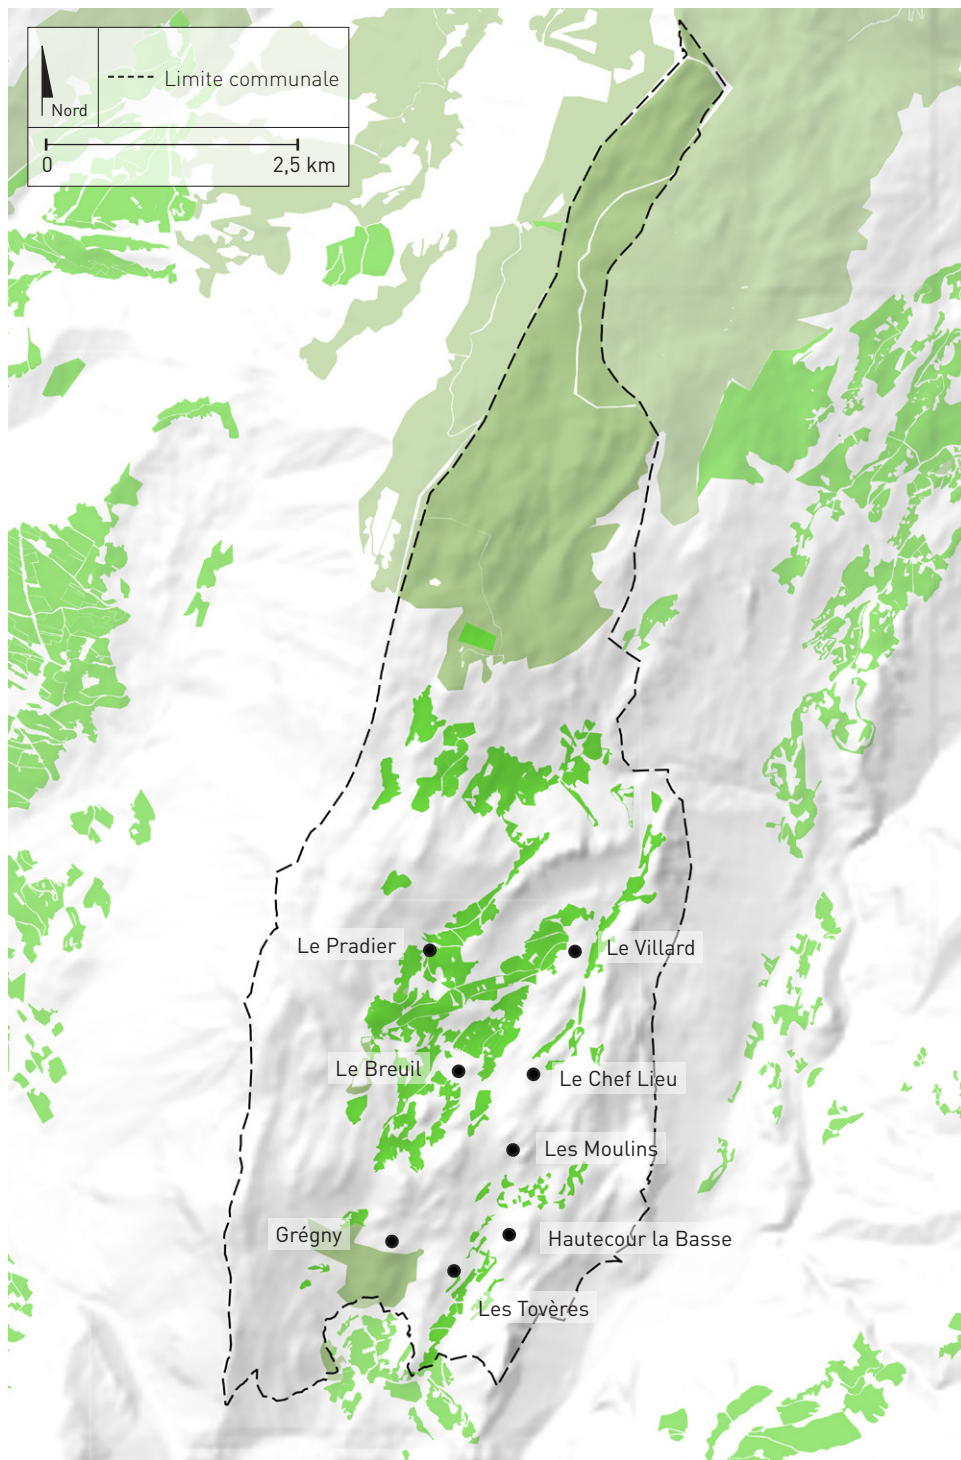 Nord
Limite communale
0 2,5 km
Le Pradier
Le Villard
Le Breuil
Le Chef Lieu
Les Moulins
Grégny
Hautecour la Basse
Les Tovères